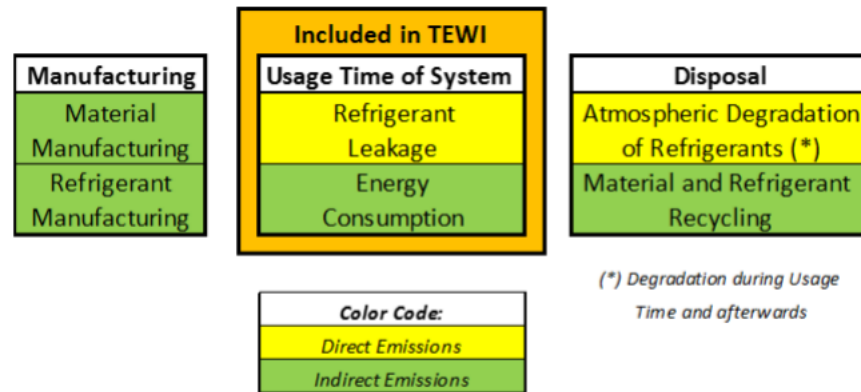 Included in TEWI
Manufacturing
Material
Manufacturing
Refrigerant
Manufacturing
Usage Time of System
Refrigerant
Leakage
Energy
Consumption
Disposal
Atmospheric Degradation
of Refrigerants (*)
Material and Refrigerant
Recycling
(*) Degradation during Usage
Time and afterwards
Color Code:
Direct Emissions
Indirect Emissions